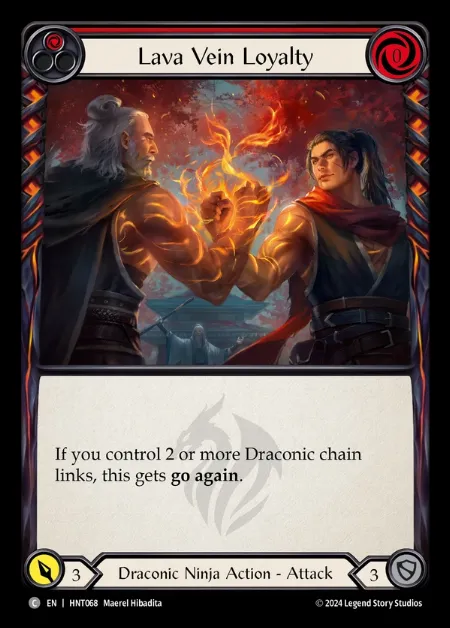 Lava Vein Loyalty
0
If you control 2 or more Draconic chain
links, this gets go again.
3
Draconic Ninja Action - Attack
3
C EN | HNT068 Maerel Hibadita
© 2024 Legend Story Studios